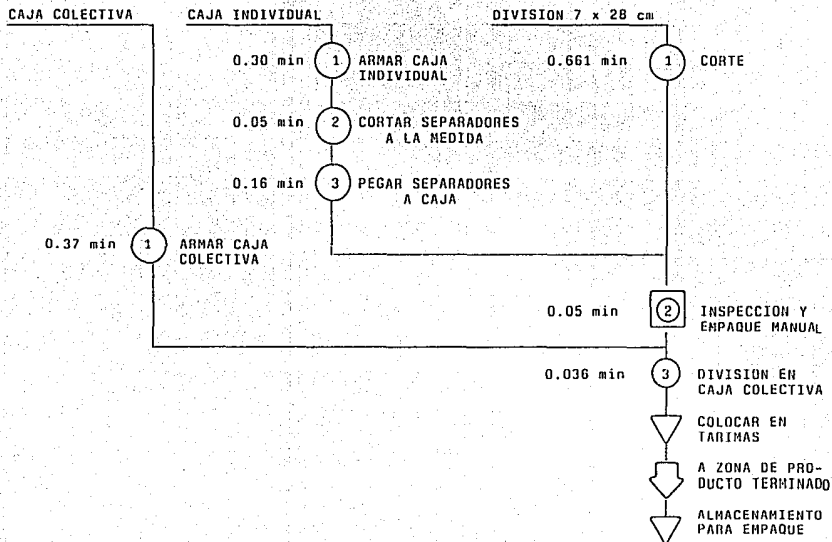 CAJA COLECTIVA
CAJA INDIVIDUAL
DIVISION 7 x 28 cm
0.30 min
1
ARMAR CAJA
INDIVIDUAL
0.661 min
1
CORTE
0.05 min
2
CORTAR SEPARADORES
A LA MEDIDA
0.16 min
3
PEGAR SEPARADORES
A CAJA
0.37 min
1
ARMAR CAJA
COLECTIVA
0.05 min
2
INSPECCION Y
EMPAQUE MANUAL
0.036 min
3
DIVISION EN
CAJA COLECTIVA
COLOCAR EN
TARIMAS
A ZONA DE PRO-
DUCTO TERMINADO
ALMACENAMIENTO
PARA EMPAQUE